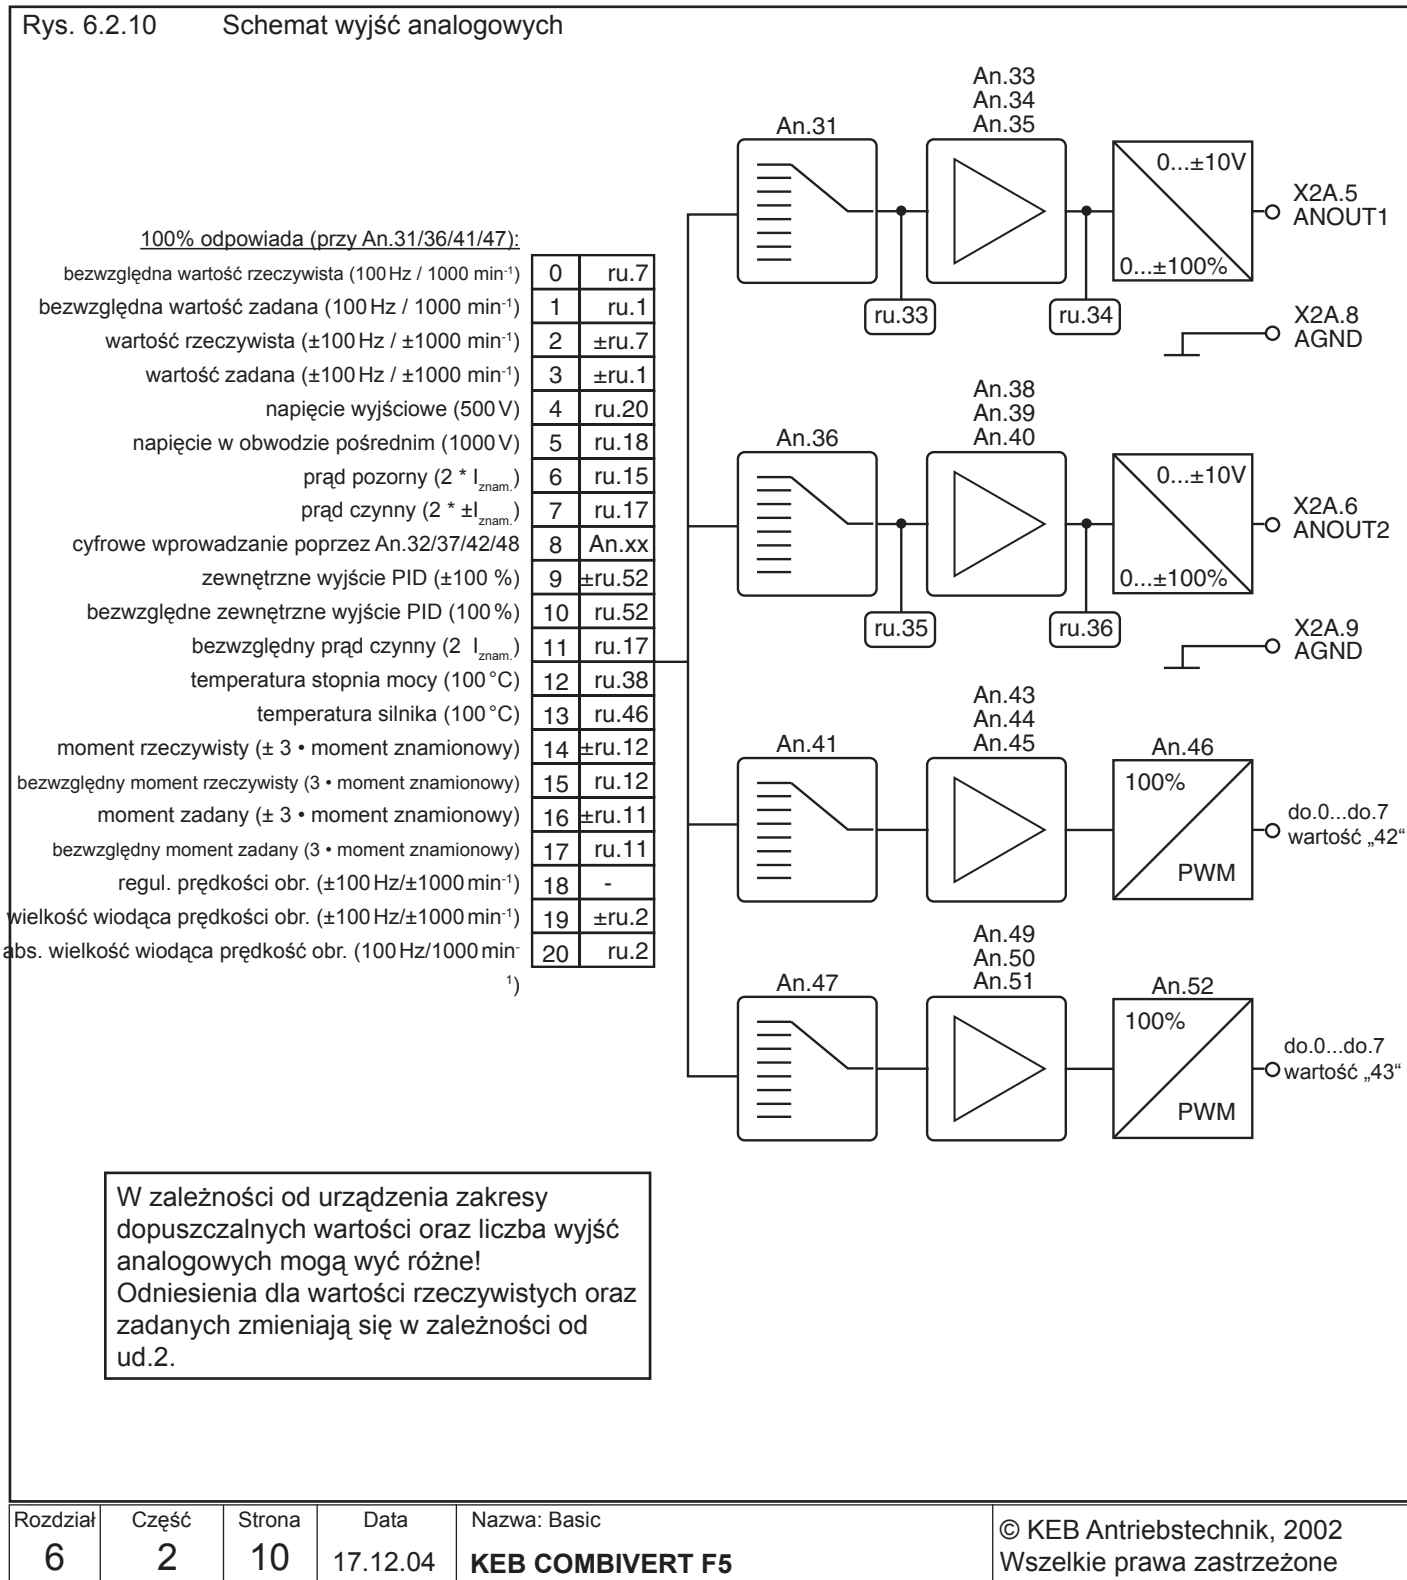 Rys. 6.2.10 Schemat wyjść analogowych
100% odpowiada (przy An.31/36/41/47):
bezwzględna wartość rzeczywista (100 Hz / 1000 min-1) 0 ru.7
bezwzględna wartość zadana (100 Hz / 1000 min-1) 1 ru.1
wartość rzeczywista (±100 Hz / ±1000 min-1) 2 ±ru.7
wartość zadana (±100 Hz / ±1000 min-1) 3 ±ru.1
napięcie wyjściowe (500 V) 4 ru.20
napięcie w obwodzie pośrednim (1000 V) 5 ru.18
prąd pozorny (2 * Iznam.) 6 ru.15
prąd czynny (2 * ±Iznam.) 7 ru.17
cyfrowe wprowadzanie poprzez An.32/37/42/48 8 An.xx
zewnętrzne wyjście PID (±100 %) 9 ±ru.52
bezwzględne zewnętrzne wyjście PID (100 %) 10 ru.52
bezwzględny prąd czynny (2 Iznam.) 11 ru.17
temperatura stopnia mocy (100 °C) 12 ru.38
temperatura silnika (100 °C) 13 ru.46
moment rzeczywisty (± 3 • moment znamionowy) 14 ±ru.12
bezwzględny moment rzeczywisty (3 • moment znamionowy) 15 ru.12
moment zadany (± 3 • moment znamionowy) 16 ±ru.11
bezwzględny moment zadany (3 • moment znamionowy) 17 ru.11
regul. prędkości obr. (±100 Hz/±1000 min-1) 18 -
wielkość wiodąca prędkości obr. (±100 Hz/±1000 min-1) 19 ±ru.2
abs. wielkość wiodąca prędkość obr. (100 Hz/1000 min- 20 ru.2
1)
An.31
An.33
An.34
An.35
0...±10V
0...±100%
ru.33
ru.34
X2A.5
ANOUT1
X2A.8
AGND
An.36
An.38
An.39
An.40
0...±10V
0...±100%
ru.35
ru.36
X2A.6
ANOUT2
X2A.9
AGND
An.41
An.43
An.44
An.45
An.46
100%
PWM
do.0...do.7
wartość „42“
An.47
An.49
An.50
An.51
An.52
100%
PWM
do.0...do.7
wartość „43“
W zależności od urządzenia zakresy
dopuszczalnych wartości oraz liczba wyjść
analogowych mogą wyć różne!
Odniesienia dla wartości rzeczywistych oraz
zadanych zmieniają się w zależności od
ud.2.
Rozdział Część Strona Data Nazwa: Basic © KEB Antriebstechnik, 2002
6 2 10 17.12.04 KEB COMBIVERT F5 Wszelkie prawa zastrzeżone